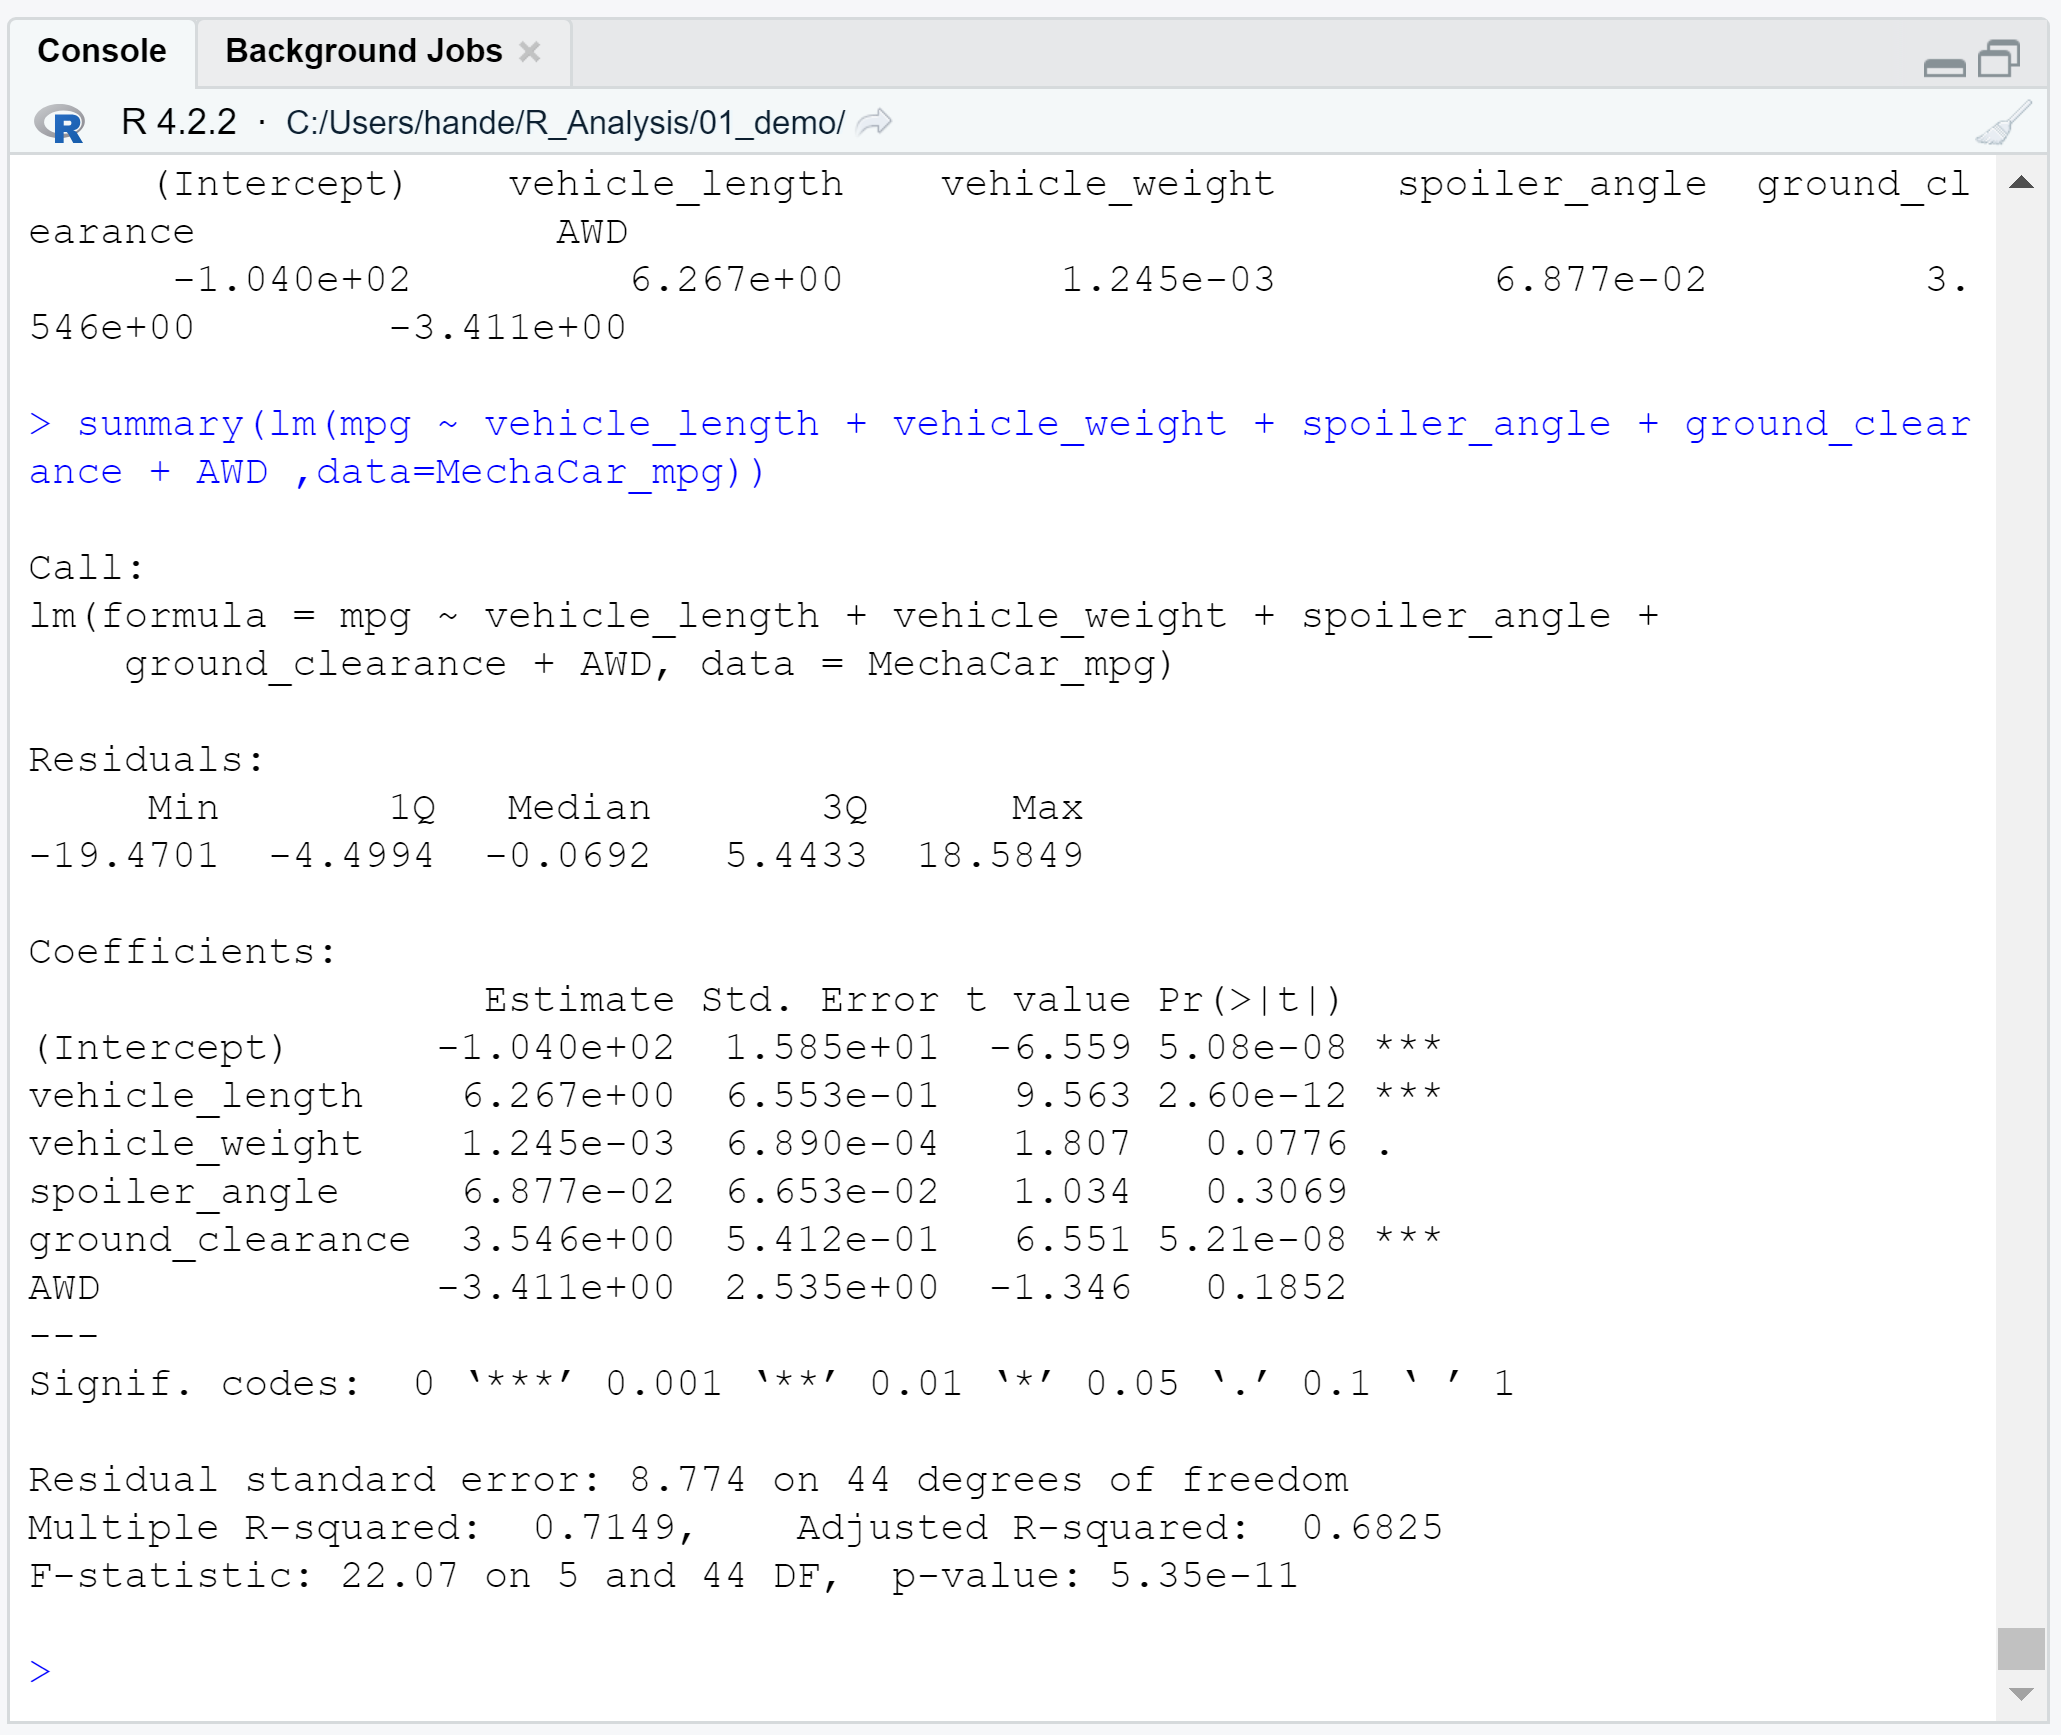 Console Background Jobs
R 4.2.2 · C:/Users/hande/R_Analysis/01_demo/
(Intercept) vehicle_length vehicle_weight spoiler_angle ground_cl
earance AWD
-1.040e+02 6.267e+00 1.245e-03 6.877e-02 3.
546e+00 -3.411e+00
> summary(lm(mpg ~ vehicle_length + vehicle_weight + spoiler_angle + ground_clear
ance + AWD ,data=MechaCar_mpg))
Call:
lm(formula = mpg ~ vehicle_length + vehicle_weight + spoiler_angle +
ground_clearance + AWD, data = MechaCar_mpg)
Residuals:
Min 1Q Median 3Q Max
-19.4701 -4.4994 -0.0692 5.4433 18.5849
Coefficients:
Estimate Std. Error t value Pr(>|t|)
(Intercept) -1.040e+02 1.585e+01 -6.559 5.08e-08 ***
vehicle_length 6.267e+00 6.553e-01 9.563 2.60e-12 ***
vehicle_weight 1.245e-03 6.890e-04 1.807 0.0776 .
spoiler_angle 6.877e-02 6.653e-02 1.034 0.3069
ground_clearance 3.546e+00 5.412e-01 6.551 5.21e-08 ***
AWD -3.411e+00 2.535e+00 -1.346 0.1852
---
Signif. codes: 0 ‘***’ 0.001 ‘**’ 0.01 ‘*’ 0.05 ‘.’ 0.1 ‘ ’ 1
Residual standard error: 8.774 on 44 degrees of freedom
Multiple R-squared: 0.7149, Adjusted R-squared: 0.6825
F-statistic: 22.07 on 5 and 44 DF, p-value: 5.35e-11
>